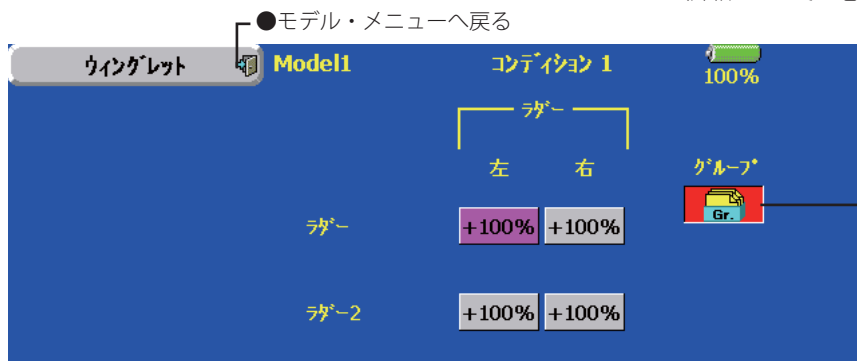 ●モデル・メニューへ戻る
ウィングレット Model1 コンディション 1 100%
ラダー
左 右 グループ
Gr.
ラダー +100% +100%
ラダー2 +100% +100%